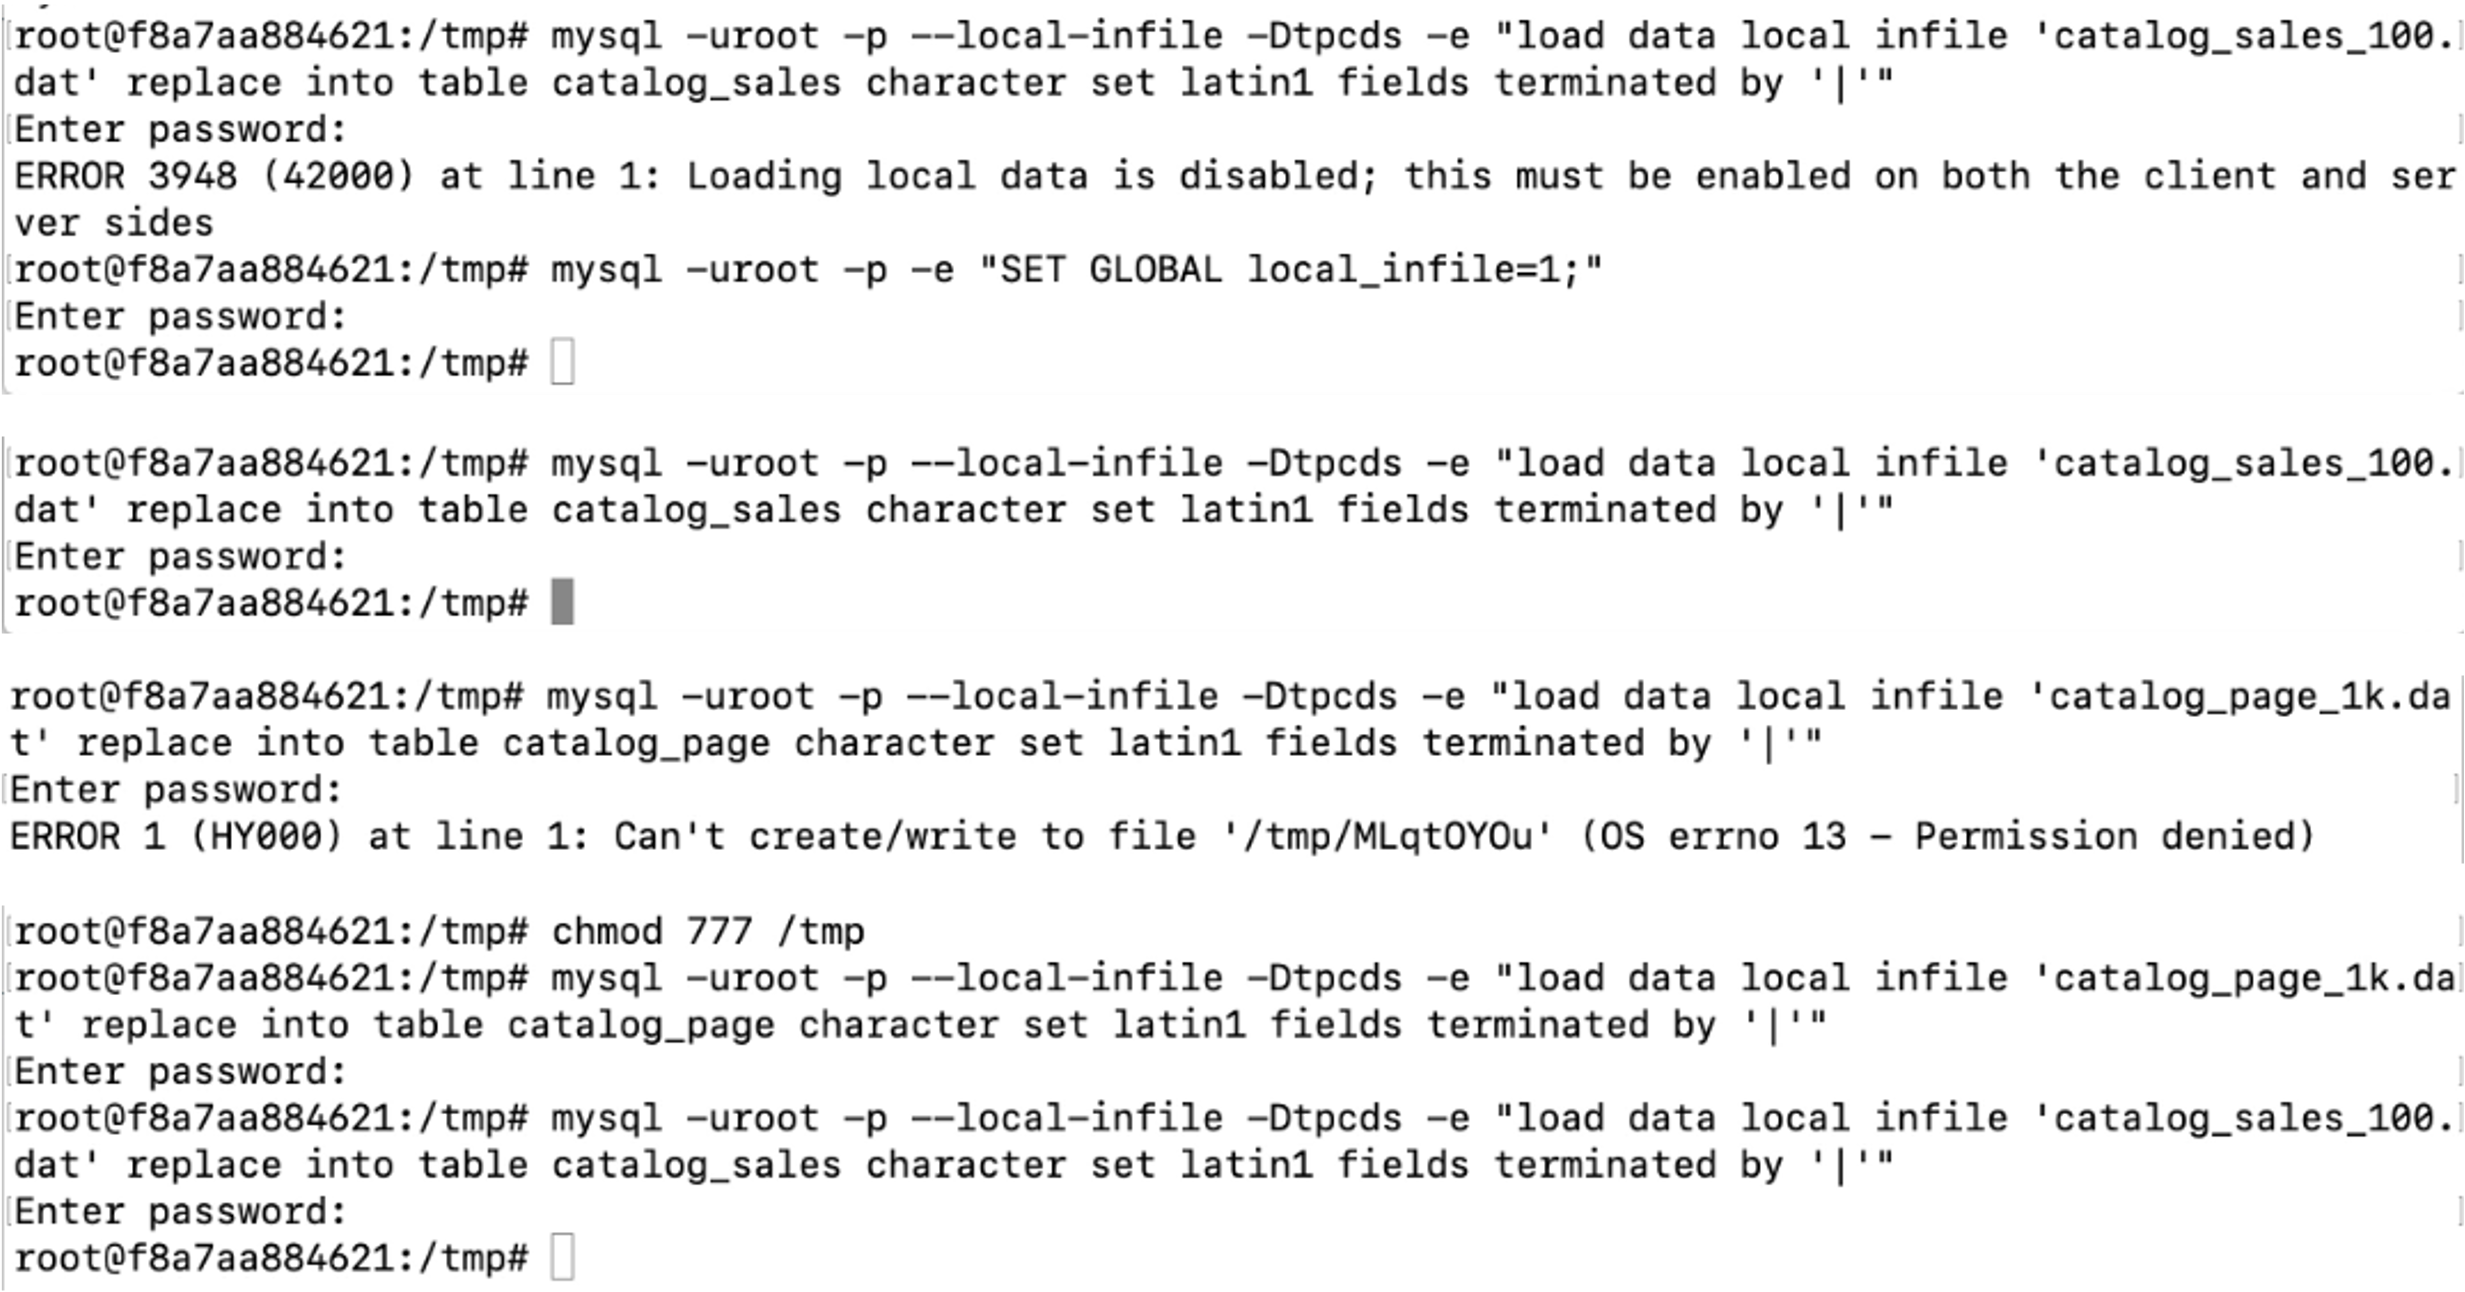 root@f8a7aa884621:/tmp# mysql -uroot -p --local-infile -Dtpcds -e "load data local infile 'catalog_sales_100.
dat' replace into table catalog_sales character set latin1 fields terminated by '|'"
Enter password:
ERROR 3948 (42000) at line 1: Loading local data is disabled; this must be enabled on both the client and ser
ver sides
root@f8a7aa884621:/tmp# mysql -uroot -p -e "SET GLOBAL local_infile=1;"
Enter password:
root@f8a7aa884621:/tmp#
root@f8a7aa884621:/tmp# mysql -uroot -p --local-infile -Dtpcds -e "load data local infile 'catalog_sales_100.
dat' replace into table catalog_sales character set latin1 fields terminated by '|'"
Enter password:
root@f8a7aa884621:/tmp#
root@f8a7aa884621:/tmp# mysql -uroot -p --local-infile -Dtpcds -e "load data local infile 'catalog_page_1k.da
t' replace into table catalog_page character set latin1 fields terminated by '|'"
Enter password:
ERROR 1 (HY000) at line 1: Can't create/write to file '/tmp/MLqtOYOu' (OS errno 13 - Permission denied)
root@f8a7aa884621:/tmp# chmod 777 /tmp
root@f8a7aa884621:/tmp# mysql -uroot -p --local-infile -Dtpcds -e "load data local infile 'catalog_page_1k.da
t' replace into table catalog_page character set latin1 fields terminated by '|'"
Enter password:
root@f8a7aa884621:/tmp# mysql -uroot -p --local-infile -Dtpcds -e "load data local infile 'catalog_sales_100.
dat' replace into table catalog_sales character set latin1 fields terminated by '|'"
Enter password:
root@f8a7aa884621:/tmp#